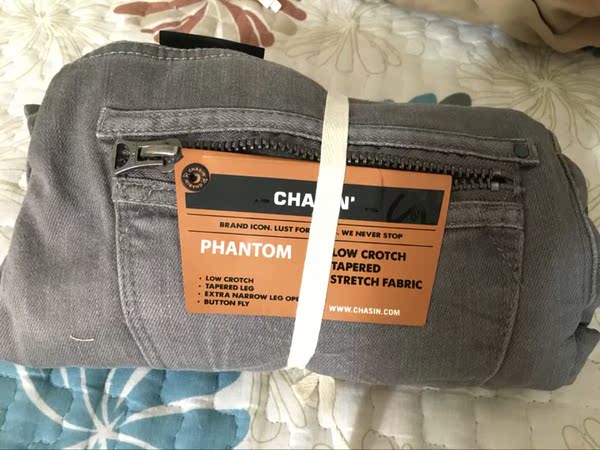 CHASIN'
BRAND ICON. LUST FOR , WE NEVER STOP
PHANTOM
LOW CROTCH
TAPERED
STRETCH FABRIC
• LOW CROTCH
• TAPERED LEG
• EXTRA NARROW LEG OPE
• BUTTON FLY
WWW.CHASIN.COM